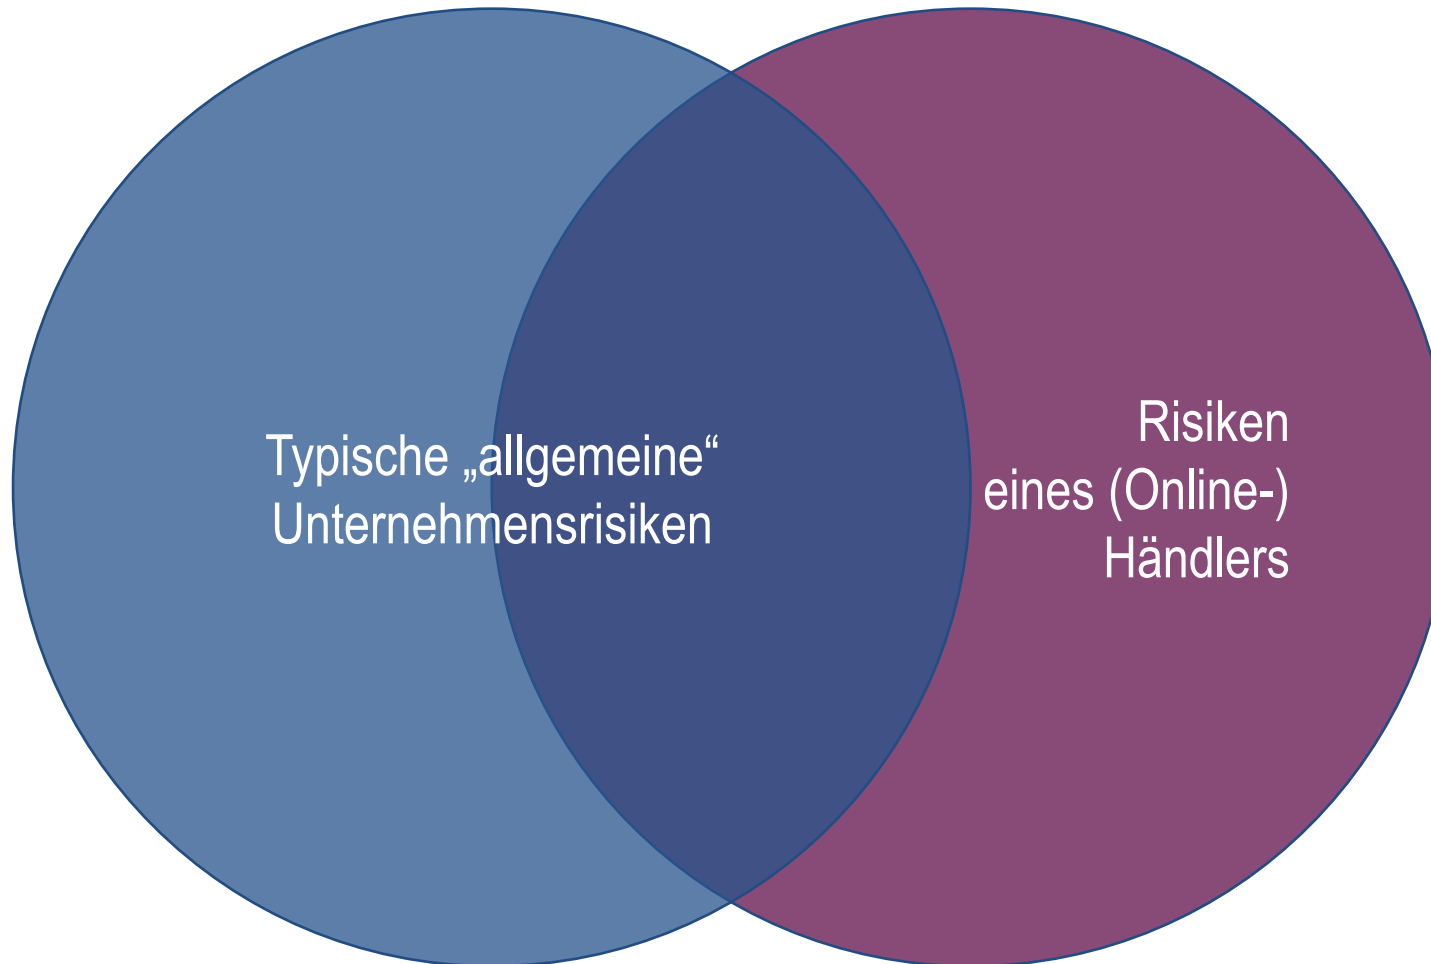 Typische „allgemeine“
Unternehmensrisiken
Risiken
eines (Online-)
Händlers